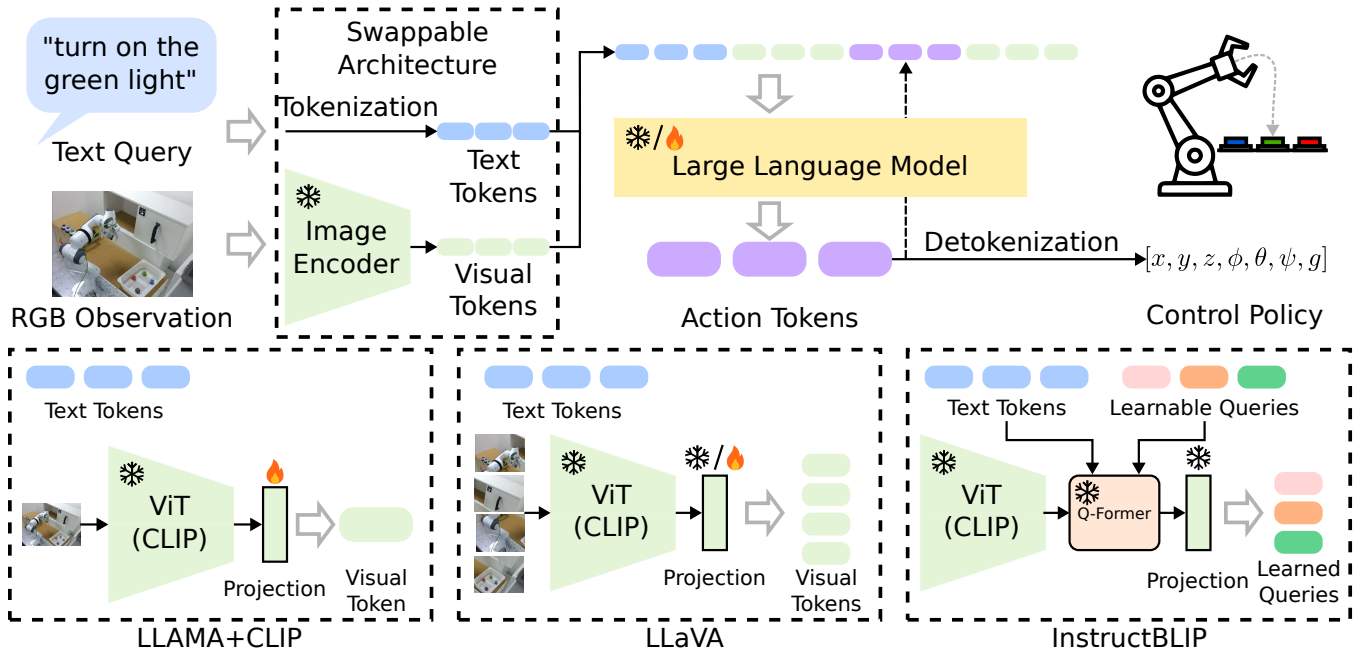 "turn on the
green light"
Text Query
RGB Observation
Swappable
Architecture
Tokenization
Text
Tokens
Image
Encoder
Visual
Tokens
/
Large Language Model
Action Tokens
Detokenization
[x, y, z, ϕ, θ, ψ, g]
Control Policy
Text Tokens
ViT
(CLIP)
Projection
Visual
Token
LLAMA+CLIP
Text Tokens
ViT
(CLIP)
/
Projection
Visual
Tokens
LLaVA
Text Tokens
Learnable Queries
ViT
(CLIP)
Q-Former
Projection
Learned
Queries
InstructBLIP